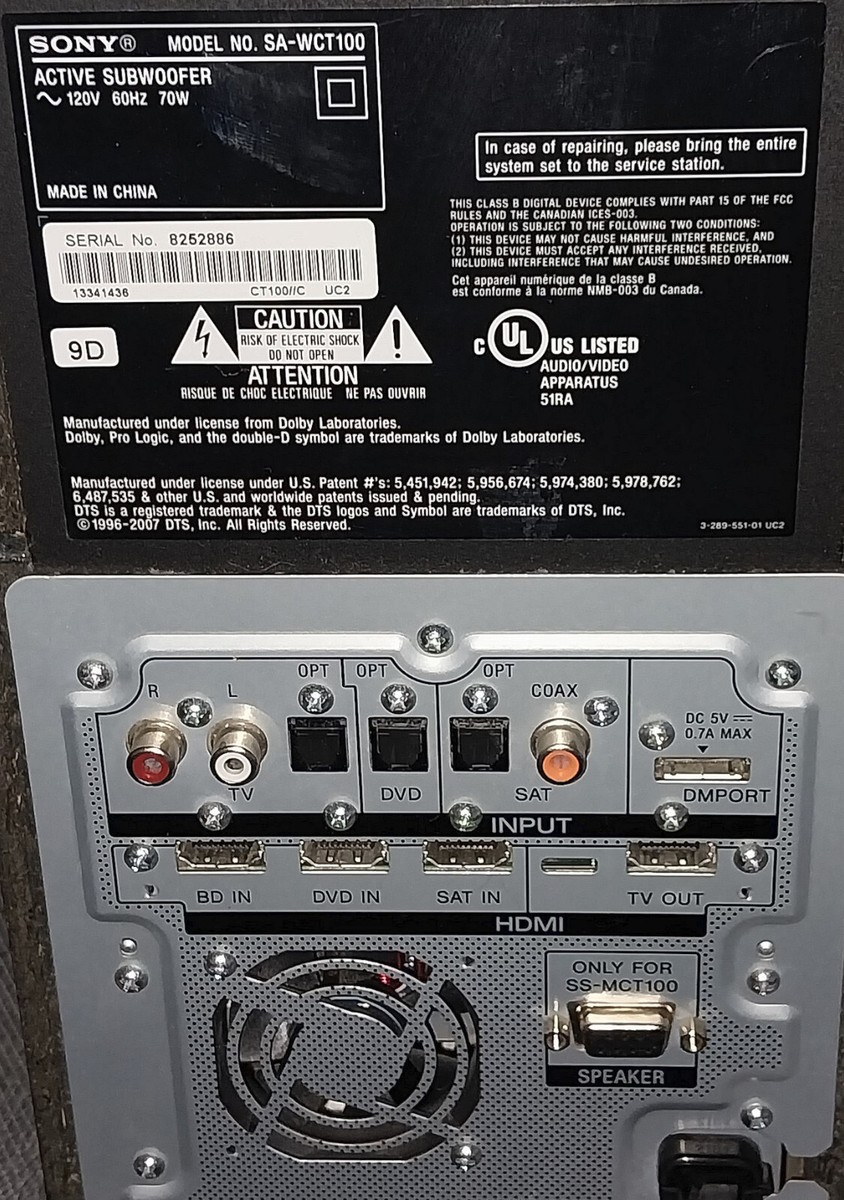 SONY® MODEL NO. SA-WCT100
ACTIVE SUBWOOFER
120V 60Hz 70W
MADE IN CHINA
In case of repairing, please bring the entire
system set to the service station.
THIS CLASS B DIGITAL DEVICE COMPLIES WITH PART 15 OF THE FCC
RULES AND THE CANADIAN ICES-003.
OPERATION IS SUBJECT TO THE FOLLOWING TWO CONDITIONS:
(1) THIS DEVICE MAY NOT CAUSE HARMFUL INTERFERENCE, AND
(2) THIS DEVICE MUST ACCEPT ANY INTERFERENCE RECEIVED,
INCLUDING INTERFERENCE THAT MAY CAUSE UNDESIRED OPERATION.
Cet appareil numérique de la classe B
est conforme à la norme NMB-003 du Canada.
SERIAL No. 8252886
13341436 CT100//C UC2
9D
CAUTION
RISK OF ELECTRIC SHOCK
DO NOT OPEN
ATTENTION
RISQUE DE CHOC ELECTRIQUE NE PAS OUVRIR
C UL US LISTED
AUDIO/VIDEO
APPARATUS
51RA
Manufactured under license from Dolby Laboratories.
Dolby, Pro Logic, and the double-D symbol are trademarks of Dolby Laboratories.
Manufactured under license under U.S. Patent #'s: 5,451,942; 5,956,674; 5,974,380; 5,978,762;
6,487,535 & other U.S. and worldwide patents issued & pending.
DTS is a registered trademark & the DTS logos and Symbol are trademarks of DTS, Inc.
©1996-2007 DTS, Inc. All Rights Reserved.
3-289-551-01 UC2
R L OPT OPT OPT COAX
DC 5V
0.7A MAX
TV DVD SAT DMPORT
INPUT
BD IN DVD IN SAT IN TV OUT
HDMI
ONLY FOR
SS-MCT100
SPEAKER